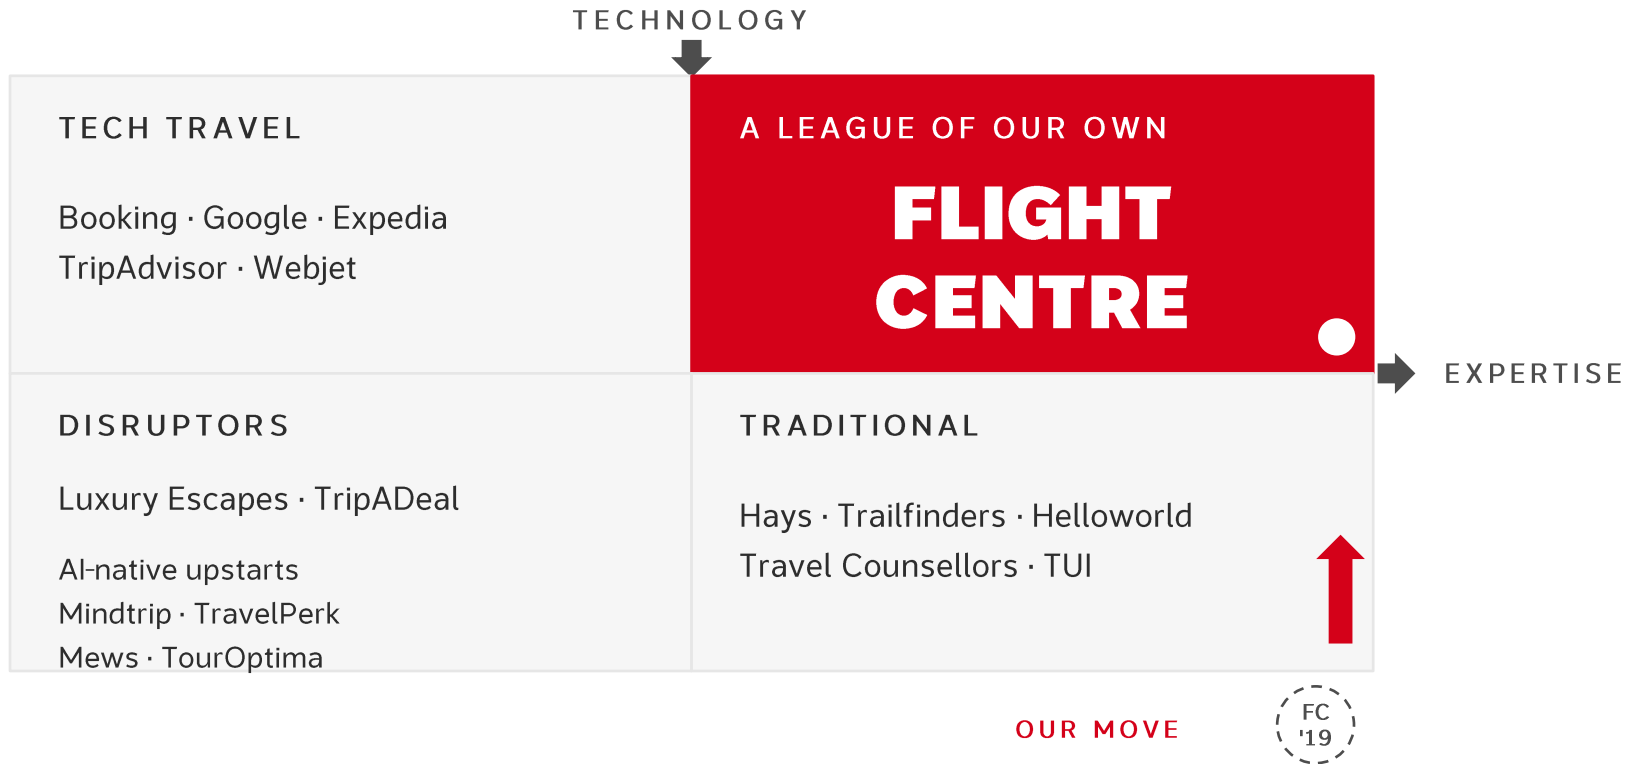 TECHNOLOGY
TECH TRAVEL
Booking · Google · Expedia
TripAdvisor · Webjet
A LEAGUE OF OUR OWN
FLIGHT
CENTRE
EXPERTISE
DISRUPTORS
Luxury Escapes · TripADeal
AI-native upstarts
Mindtrip · TravelPerk
Mews · TourOptima
TRADITIONAL
Hays · Trailfinders · Helloworld
Travel Counsellors · TUI
OUR MOVE
FC
'19